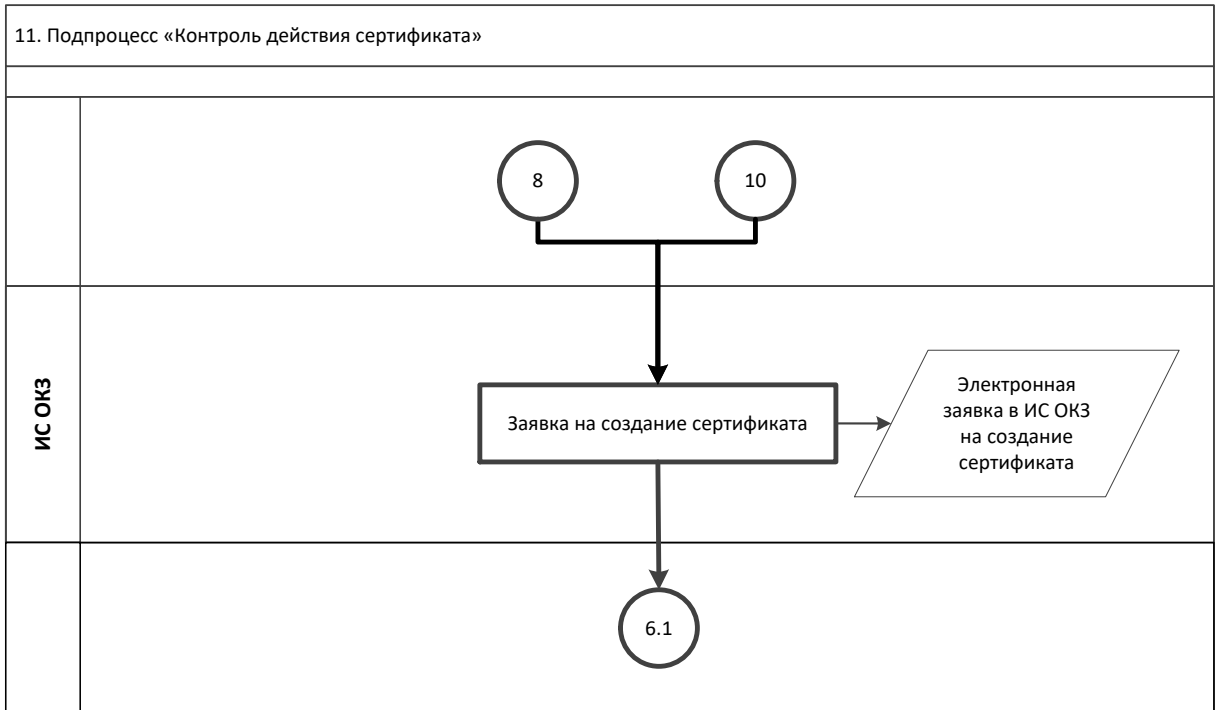 11. Подпроцесс «Контроль действия сертификата»
8
10
ИС ОКЗ
Заявка на создание сертификата
Электронная
заявка в ИС ОКЗ
на создание
сертификата
6.1